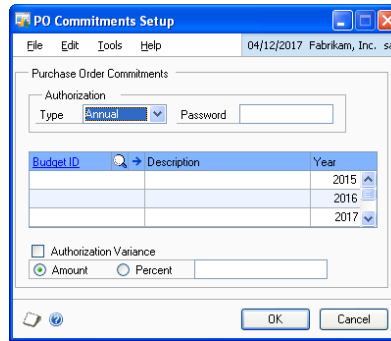 PO Commitments Setup
File Edit Tools Help 04/12/2017 Fabrikam, Inc. sa
Purchase Order Commitments
Authorization
Type Annual Password
Budget ID Description Year
2015
2016
2017
Authorization Variance
Amount Percent
OK Cancel